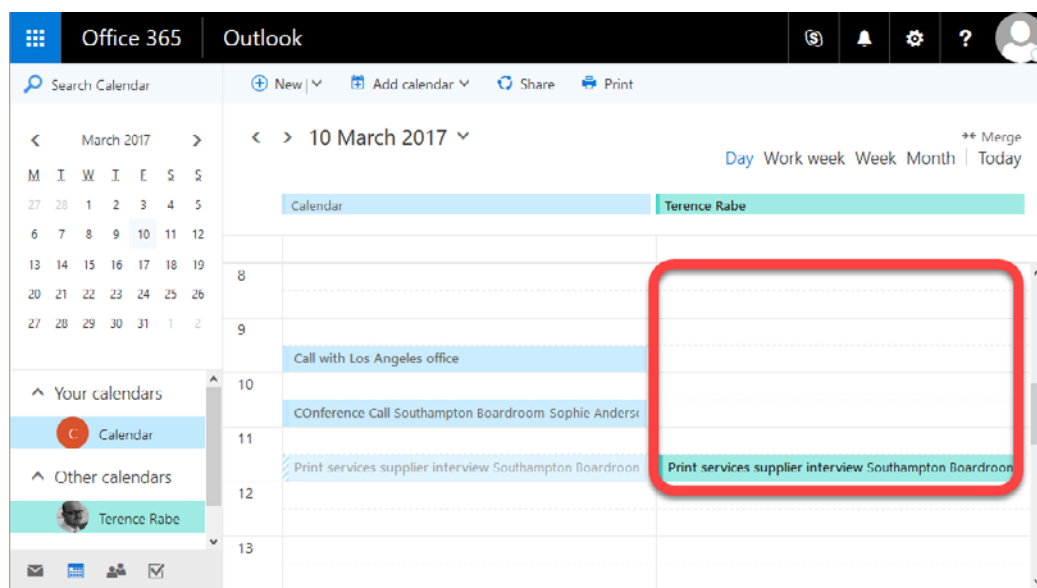 Office 365 Outlook ?
Search Calendar
New Add calendar Share Print
March 2017
10 March 2017
Merge
Day Work week Week Month Today
M T W T F S S
27 28 1 2 3 4 5
6 7 8 9 10 11 12
13 14 15 16 17 18 19
20 21 22 23 24 25 26
27 28 29 30 31 1 2
Calendar Terence Rabe
8
9
Call with Los Angeles office
10
COnference Call Southampton Boardroom Sophie Anderse
11
Print services supplier interview Southampton Boardroon Print services supplier interview Southampton Boardroom
12
13
Your calendars
C Calendar
Other calendars
Terence Rabe